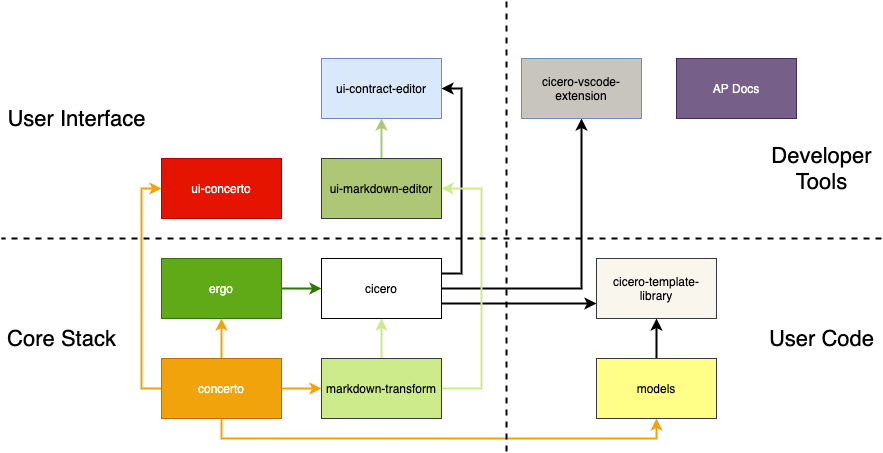 ui-contract-editor
cicero-vscode-
extension
AP Docs
User Interface
Developer
Tools
ui-concerto
ui-markdown-editor
ergo
cicero
cicero-template-
library
Core Stack
User Code
concerto
markdown-transform
models